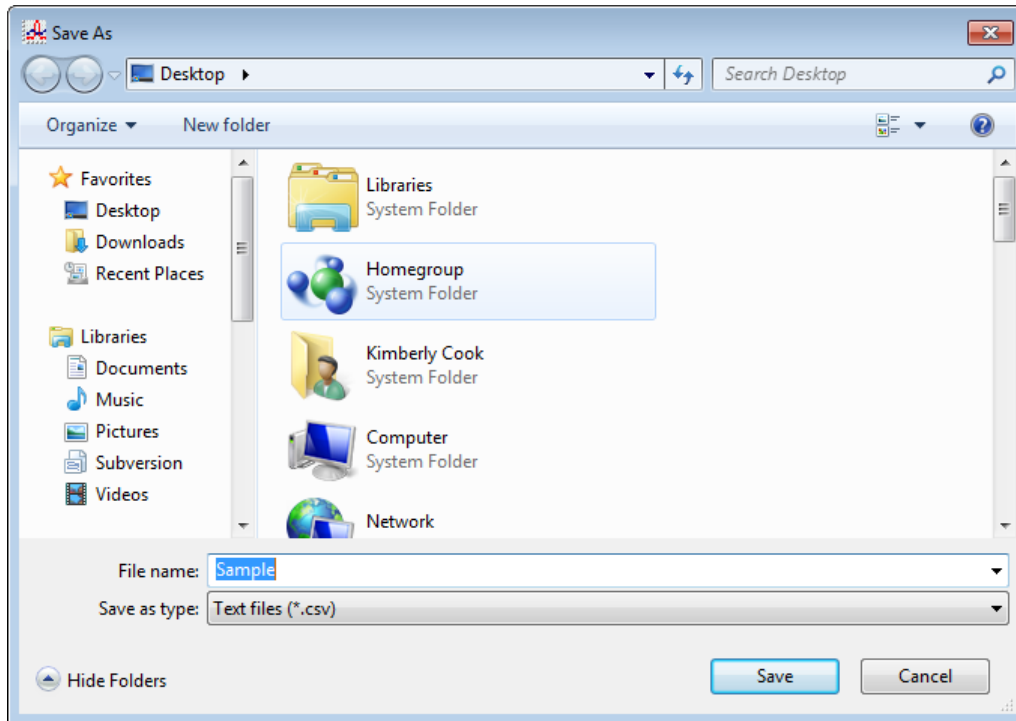 Save As
Desktop
Search Desktop
Organize
New folder
Favorites
Desktop
Downloads
Recent Places
Libraries
Documents
Music
Pictures
Subversion
Videos
Libraries
System Folder
Homegroup
System Folder
Kimberly Cook
System Folder
Computer
System Folder
Network
File name: Sample
Save as type: Text files (*.csv)
Hide Folders
Save
Cancel